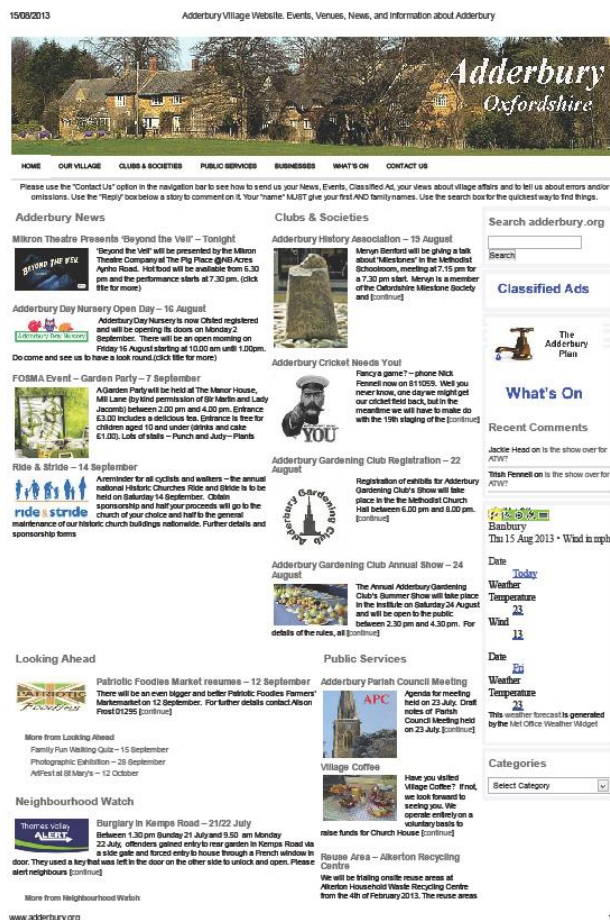 15/08/2013
Adderbury Village Website. Events, Venues, News, and Information about Adderbury
Adderbury
Oxfordshire
HOME OUR VILLAGE CLUBS & SOCIETIES PUBLIC SERVICES BUSINESSES WHAT'S ON CONTACT US
Please use the "Contact Us" option in the navigation bar to see how to send us your News, Events, Classified Ad, your views about village affairs and to tell us about errors and/or
omissions. Use the "Reply" box below a story to comment on it. Your "name" MUST give your first AND family names. Use the search box for the quickest way to find things.
Adderbury News
Mikron Theatre Presents 'Beyond the Veil' – Tonight
BEYOND THE VEIL
"Beyond the Veil" will be presented by the Mikron
Theatre Company at The Pig Place @NB Acres
Aynho Road. Hot food will be available from 6.30
pm and the performance starts at 7.30 pm. (click
title for more)
Adderbury Day Nursery Open Day – 16 August
Adderbury Day Nursery
Adderbury Day Nursery is now Ofsted registered
and will be opening its doors on Monday 2
September. There will be an open morning on
Friday 16 August starting at 10.00 am until 1.00pm.
Do come and see us to have a look round.(click title for more)
FOSMA Event – Garden Party – 7 September
A Garden Party will be held at The Manor House,
Mill Lane (by kind permission of Sir Martin and Lady
Jacomb) between 2.00 pm and 4.00 pm. Entrance
£3.00 includes a delicious tea. Entrance is free for
children aged 10 and under (drinks and cake
£1.00). Lots of stalls – Punch and Judy – Plants
Ride & Stride – 14 September
ride & stride
A reminder for all cyclists and walkers – the annual
national Historic Churches Ride and Stride is to be
held on Saturday 14 September. Obtain
sponsorship and half your proceeds will go to the
church of your choice and half to the general
maintenance of our historic church buildings nationwide. Further details and
sponsorship forms
Clubs & Societies
Adderbury History Association – 19 August
Mervyn Benford will be giving a talk
about "Milestones" in the Methodist
Schoolroom, meeting at 7.15 pm for
a 7.30 pm start. Mervyn is a member
of the Oxfordshire Milestone Society
and [continue]
Adderbury Cricket Needs You!
YOU
Fancy a game? – phone Nick
Fennell now on 811059. Well you
never know, one day we might get
our cricket field back, but in the
meantime we will have to make do
with the 19th staging of the [continue]
Adderbury Gardening Club Registration – 22
August
Adderbury Gardening Club
Registration of exhibits for Adderbury
Gardening Club's Show will take
place in the the Methodist Church
Hall between 6.00 pm and 8.00 pm.
[continue]
Adderbury Gardening Club Annual Show – 24
August
The Annual Adderbury Gardening
Club's Summer Show will take place
in the Institute on Saturday 24 August
and will be open to the public
between 2.30 pm and 4.30 pm. For
details of the rules, all [continue]
Search adderbury.org
Search
Classified Ads
The
Adderbury
Plan
What's On
Recent Comments
Jackie Head on Is the show over for
ATW?
Trish Fennell on Is the show over for
ATW?
Banbury
Thu 15 Aug 2013 • Wind in mph
Date
Today
Weather
Temperature
23
Wind
13
Date
Fri
Weather
Temperature
23
This weather forecast is generated
by the Met Office Weather Widget
Categories
Select Category
Looking Ahead
Patriotic Foodies Market resumes – 12 September
PATRIOTIC
Foodies
There will be an even bigger and better Patriotic Foodies Farmers'
Markemarket on 12 September. For further details contact Alison
Frost 01295 [continue]
More from Looking Ahead
Family Fun Walking Quiz – 15 September
Photographic Exhibition – 28 September
ArtFest at St Mary's – 12 October
Neighbourhood Watch
Burglary in Kemps Road – 21/22 July
Thames Valley
ALERT
Between 1.30 pm Sunday 21 July and 9.50 am Monday
22 July, offenders gained entry to rear garden in Kemps Road via
a side gate and forced entry to house through a French window in
door. They used a key that was left in the door on the other side to unlock and open. Please
alert neighbours [continue]
More from Neighbourhood Watch
Public Services
Adderbury Parish Council Meeting
APC
Agenda for meeting
held on 23 July. Draft
notes of Parish
Council Meeting held
on 23 July. [continue]
Village Coffee
Have you visited
Village Coffee? If not,
we look forward to
seeing you. We
operate entirely on a
voluntary basis to
raise funds for Church House [continue]
Reuse Area – Alkerton Recycling
Centre
We will be trialing onsite reuse areas at
Alkerton Household Waste Recycling Centre
from the 4th of February 2013. The reuse areas
www.adderbury.org